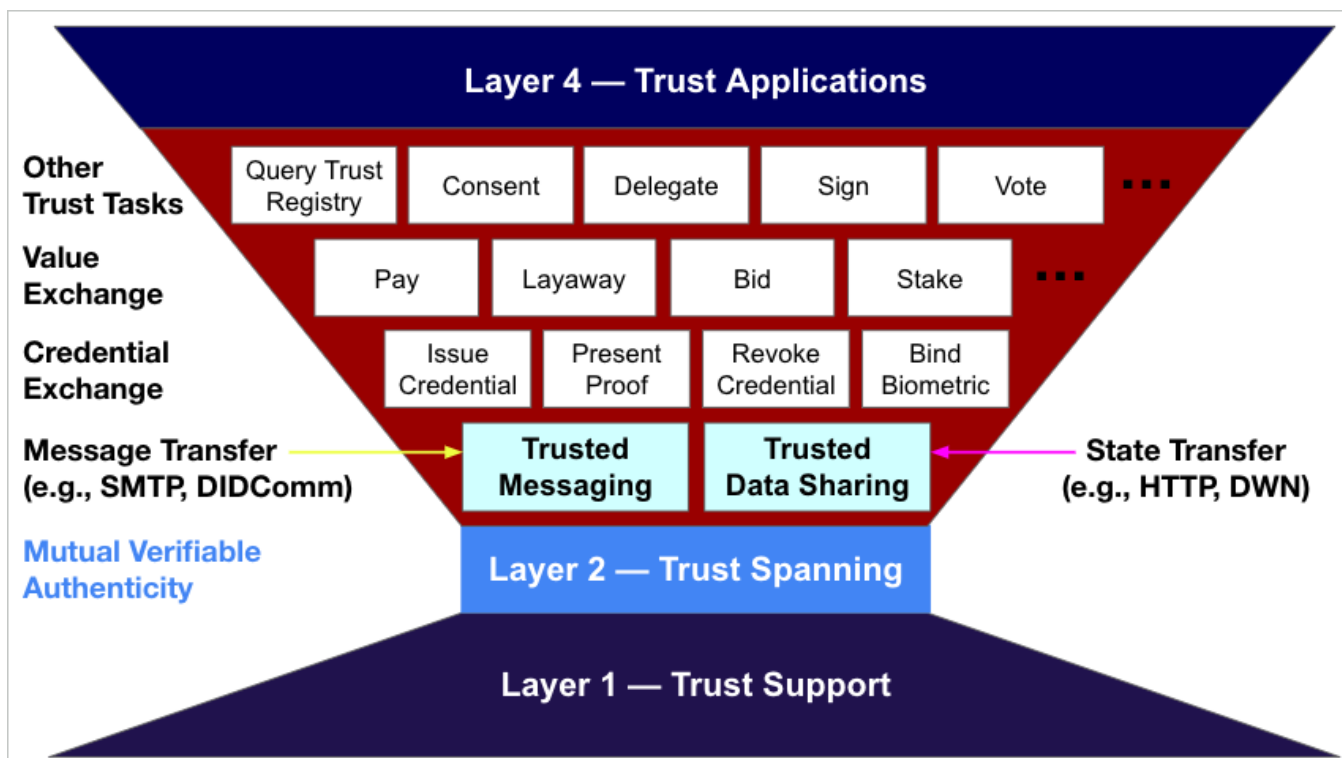 Layer 4 — Trust Applications
Other
Trust Tasks
Query Trust
Registry
Consent
Delegate
Sign
Vote
...
Value
Exchange
Pay
Layaway
Bid
Stake
...
Credential
Exchange
Issue
Credential
Present
Proof
Revoke
Credential
Bind
Biometric
Message Transfer
(e.g., SMTP, DIDComm)
Trusted
Messaging
Trusted
Data Sharing
State Transfer
(e.g., HTTP, DWN)
Mutual Verifiable
Authenticity
Layer 2 — Trust Spanning
Layer 1 — Trust Support